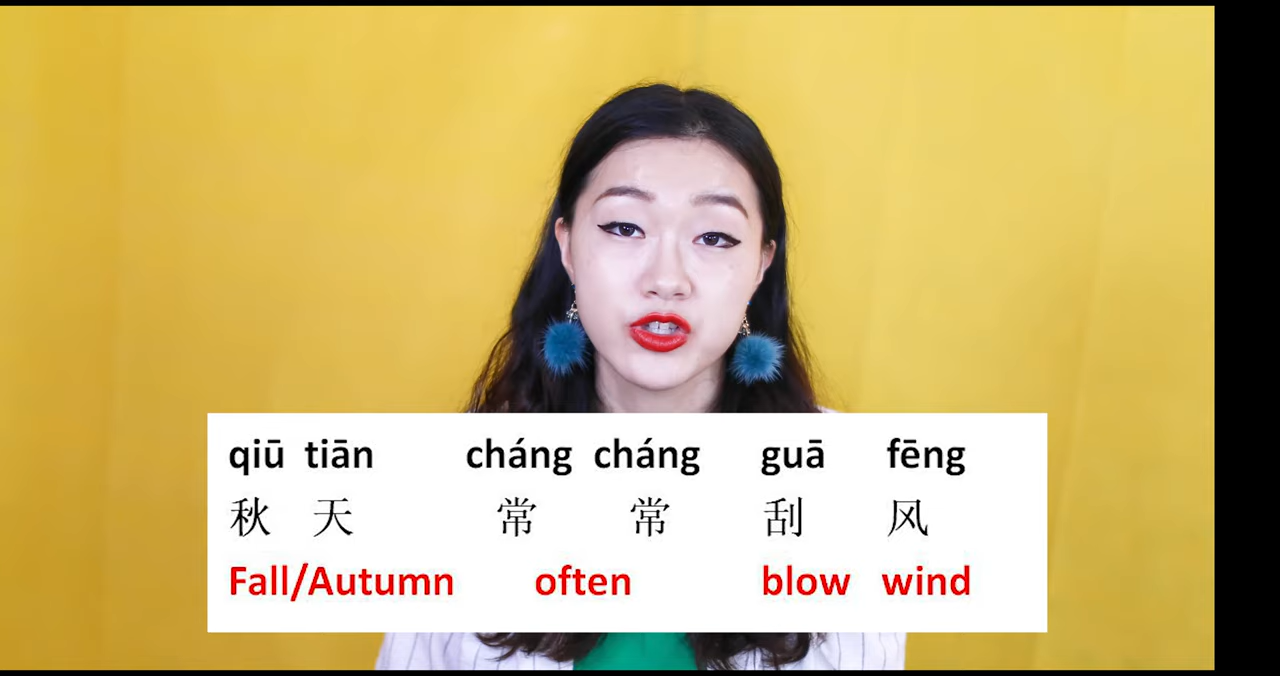 qiū tiān cháng cháng guā fēng
秋 天 常 常 刮 风
Fall/Autumn often blow wind